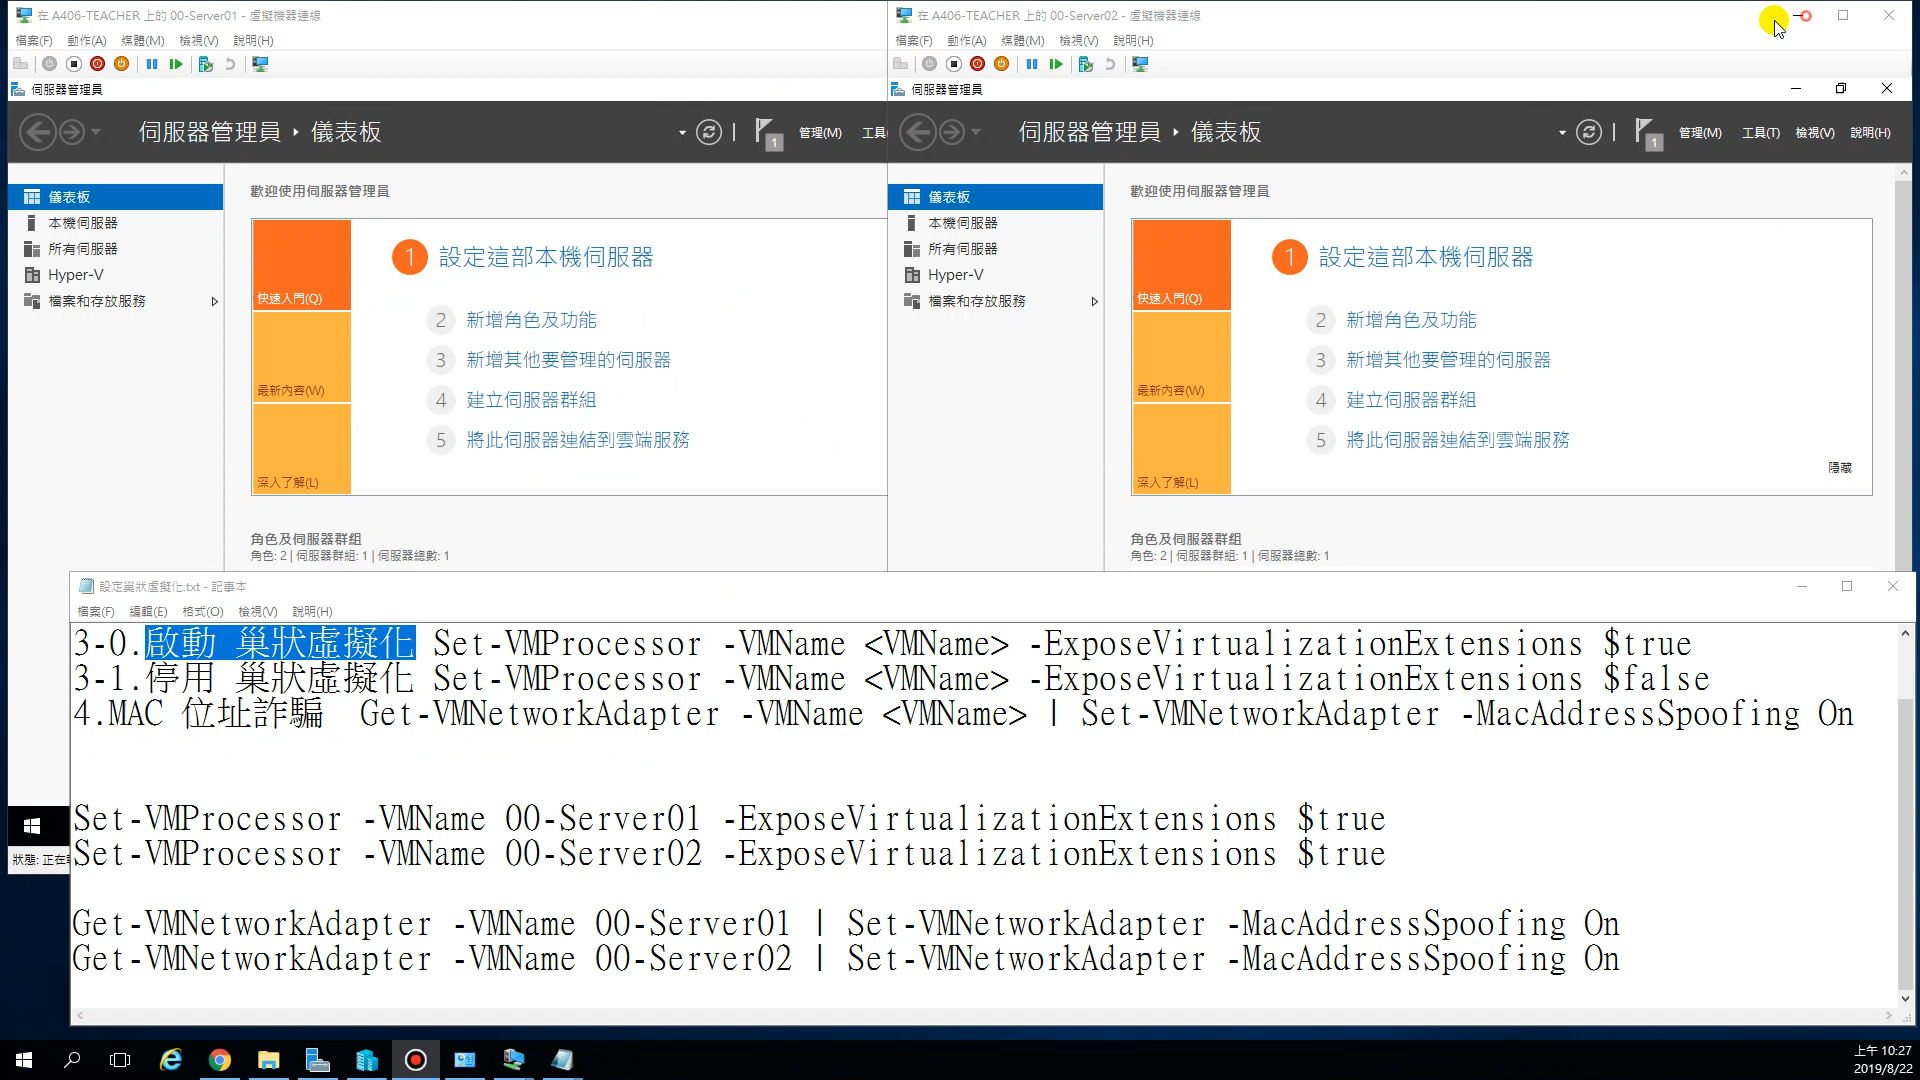 在 A406-TEACHER 上的 00-Server01 - 虛擬機器連線
檔案(F) 動作(A) 媒體(M) 檢視(V) 說明(H)
伺服器管理員
伺服器管理員 ‣ 儀表板
1
管理(M) 工具
儀表板
本機伺服器
所有伺服器
Hyper-V
檔案和存放服務
歡迎使用伺服器管理員
快速入門(Q)
最新內容(W)
深入了解(L)
1 設定這部本機伺服器
2 新增角色及功能
3 新增其他要管理的伺服器
4 建立伺服器群組
5 將此伺服器連結到雲端服務
角色及伺服器群組
角色: 2 | 伺服器群組: 1 | 伺服器總數: 1
狀態: 正在
在 A406-TEACHER 上的 00-Server02 - 虛擬機器連線
檔案(F) 動作(A) 媒體(M) 檢視(V) 說明(H)
伺服器管理員
伺服器管理員 ‣ 儀表板
1
管理(M) 工具(T) 檢視(V) 說明(H)
儀表板
本機伺服器
所有伺服器
Hyper-V
檔案和存放服務
歡迎使用伺服器管理員
快速入門(Q)
最新內容(W)
深入了解(L)
1 設定這部本機伺服器
2 新增角色及功能
3 新增其他要管理的伺服器
4 建立伺服器群組
5 將此伺服器連結到雲端服務
隱藏
角色及伺服器群組
角色: 2 | 伺服器群組: 1 | 伺服器總數: 1
設定巢狀虛擬化.txt - 記事本
檔案(F) 編輯(E) 格式(O) 檢視(V) 說明(H)
3-0.啟動 巢狀虛擬化 Set-VMProcessor -VMName <VMName> -ExposeVirtualizationExtensions $true
3-1.停用 巢狀虛擬化 Set-VMProcessor -VMName <VMName> -ExposeVirtualizationExtensions $false
4.MAC 位址詐騙  Get-VMNetworkAdapter -VMName <VMName> | Set-VMNetworkAdapter -MacAddressSpoofing On
Set-VMProcessor -VMName 00-Server01 -ExposeVirtualizationExtensions $true
Set-VMProcessor -VMName 00-Server02 -ExposeVirtualizationExtensions $true
Get-VMNetworkAdapter -VMName 00-Server01 | Set-VMNetworkAdapter -MacAddressSpoofing On
Get-VMNetworkAdapter -VMName 00-Server02 | Set-VMNetworkAdapter -MacAddressSpoofing On
上午 10:27
2019/8/22